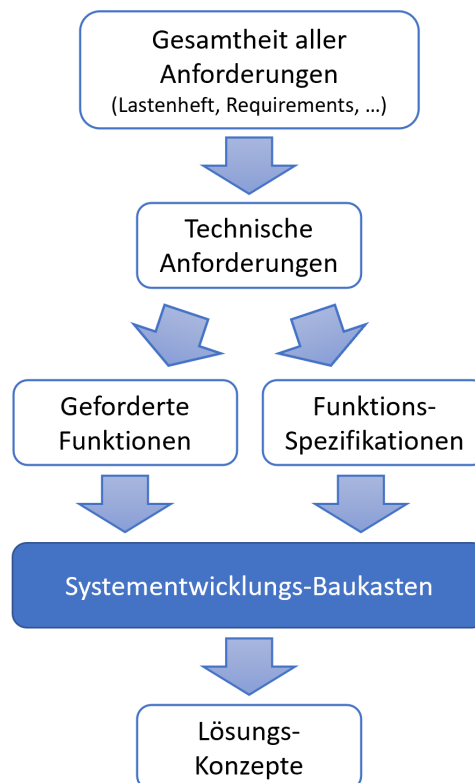 Gesamtheit aller
Anforderungen
(Lastenheft, Requirements, …)
Technische
Anforderungen
Geforderte
Funktionen
Funktions-
Spezifikationen
Systementwicklungs-Baukasten
Lösungs-
Konzepte